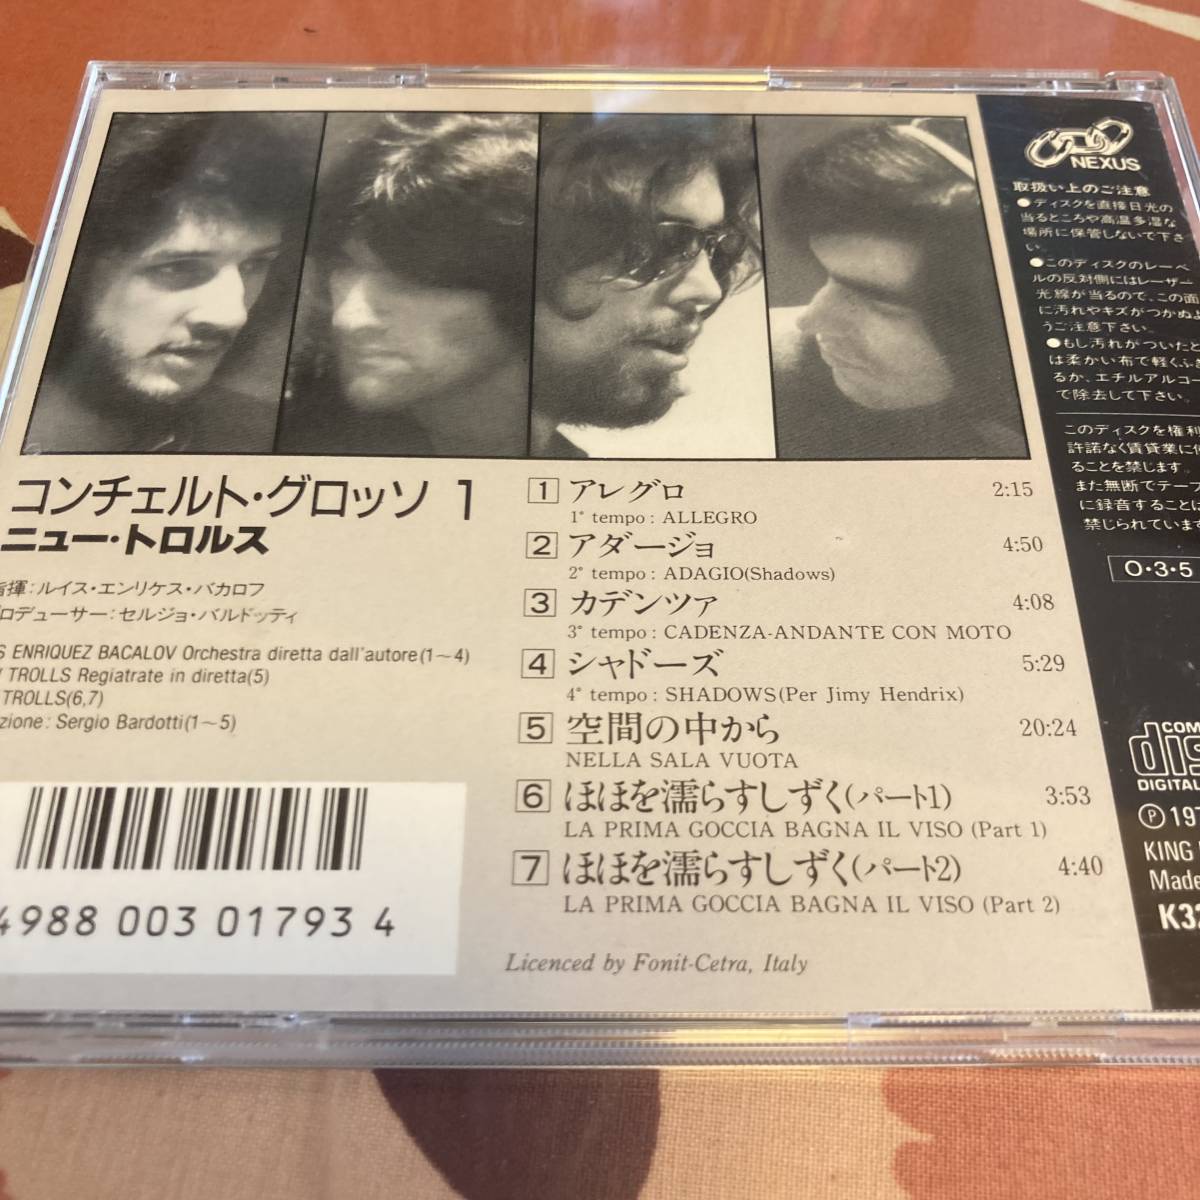 NEXUS
取扱い上のご注意
●ディスクを直接日光の
当るところや高温多湿な
場所に保管しないで下さ
い。
●このディスクのレーベ
ルの反対側にはレーザー
光線が当るので、この面
に汚れやキズがつかぬよ
うご注意下さい。
●もし汚れがついたと
は柔かい布で軽くふき
るか、エチルアルコー
で除去して下さい。
このディスクを権利
許諾なく賃貸業に
ることを禁じます。
また無断でテープ
に録音することは
禁じられています
O・3・5
コンチェルト・グロッソ 1
ニュー・トロルス
指揮：ルイス・エンリケス・バカロフ
ロデューサー：セルジョ・バルドッティ
S ENRIQUEZ BACALOV Orchestra diretta dall'autore(1～4)
TROLLS Regiatrate in diretta(5)
TROLLS(6,7)
zione: Sergio Bardotti(1～5)
1 アレグロ 2:15
1° tempo : ALLEGRO
2 アダージョ 4:50
2° tempo : ADAGIO(Shadows)
3 カデンツァ 4:08
3° tempo : CADENZA-ANDANTE CON MOTO
4 シャドーズ 5:29
4° tempo : SHADOWS(Per Jimy Hendrix)
5 空間の中から 20:24
NELLA SALA VUOTA
6 ほほを濡らすしずく(パート1) 3:53
LA PRIMA GOCCIA BAGNA IL VISO (Part 1)
7 ほほを濡らすしずく(パート2) 4:40
LA PRIMA GOCCIA BAGNA IL VISO (Part 2)
Licenced by Fonit-Cetra, Italy
4988 003 01793 4
COM
dis
DIGITAL
Ⓟ 197
KING
Made
K32